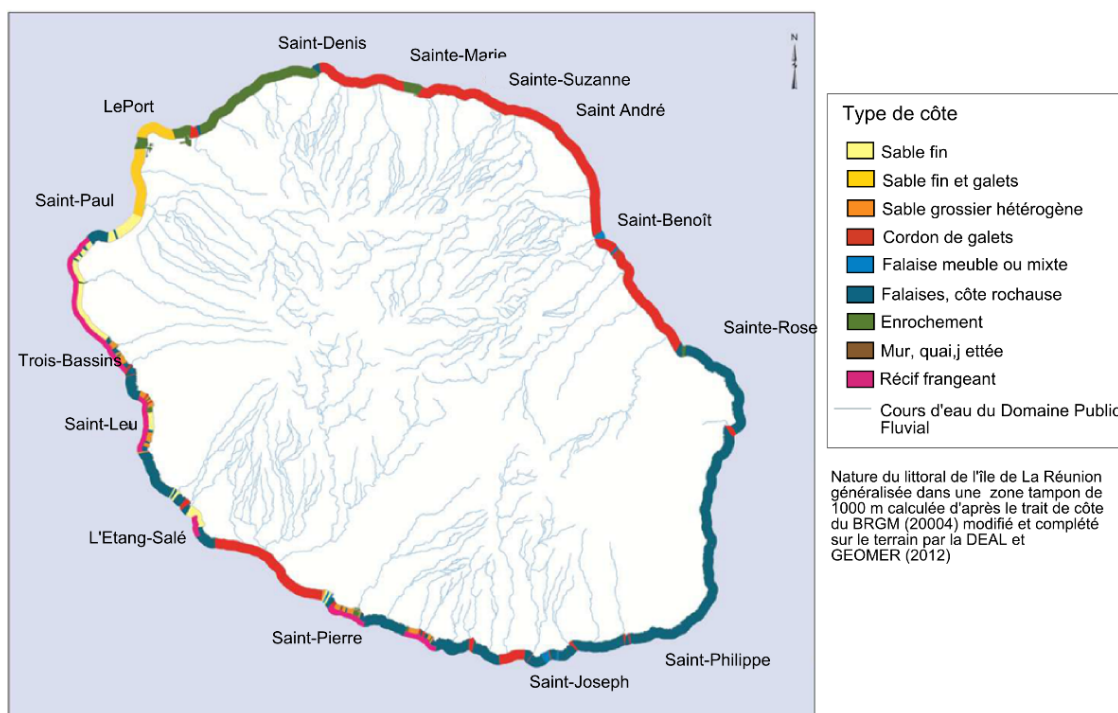 Saint-Denis
Sainte-Marie
Sainte-Suzanne
Saint André
LePort
Saint-Paul
Saint-Benoît
Sainte-Rose
Trois-Bassins
Saint-Leu
L'Etang-Salé
Saint-Pierre
Saint-Philippe
Saint-Joseph
N
Type de côte
Sable fin
Sable fin et galets
Sable grossier hétérogène
Cordon de galets
Falaise meuble ou mixte
Falaises, côte rochause
Enrochement
Mur, quai,j ettée
Récif frangeant
Cours d'eau du Domaine Public
Fluvial
Nature du littoral de l'île de La Réunion
généralisée dans une zone tampon de
1000 m calculée d'après le trait de côte
du BRGM (20004) modifié et complété
sur le terrain par la DEAL et
GEOMER (2012)